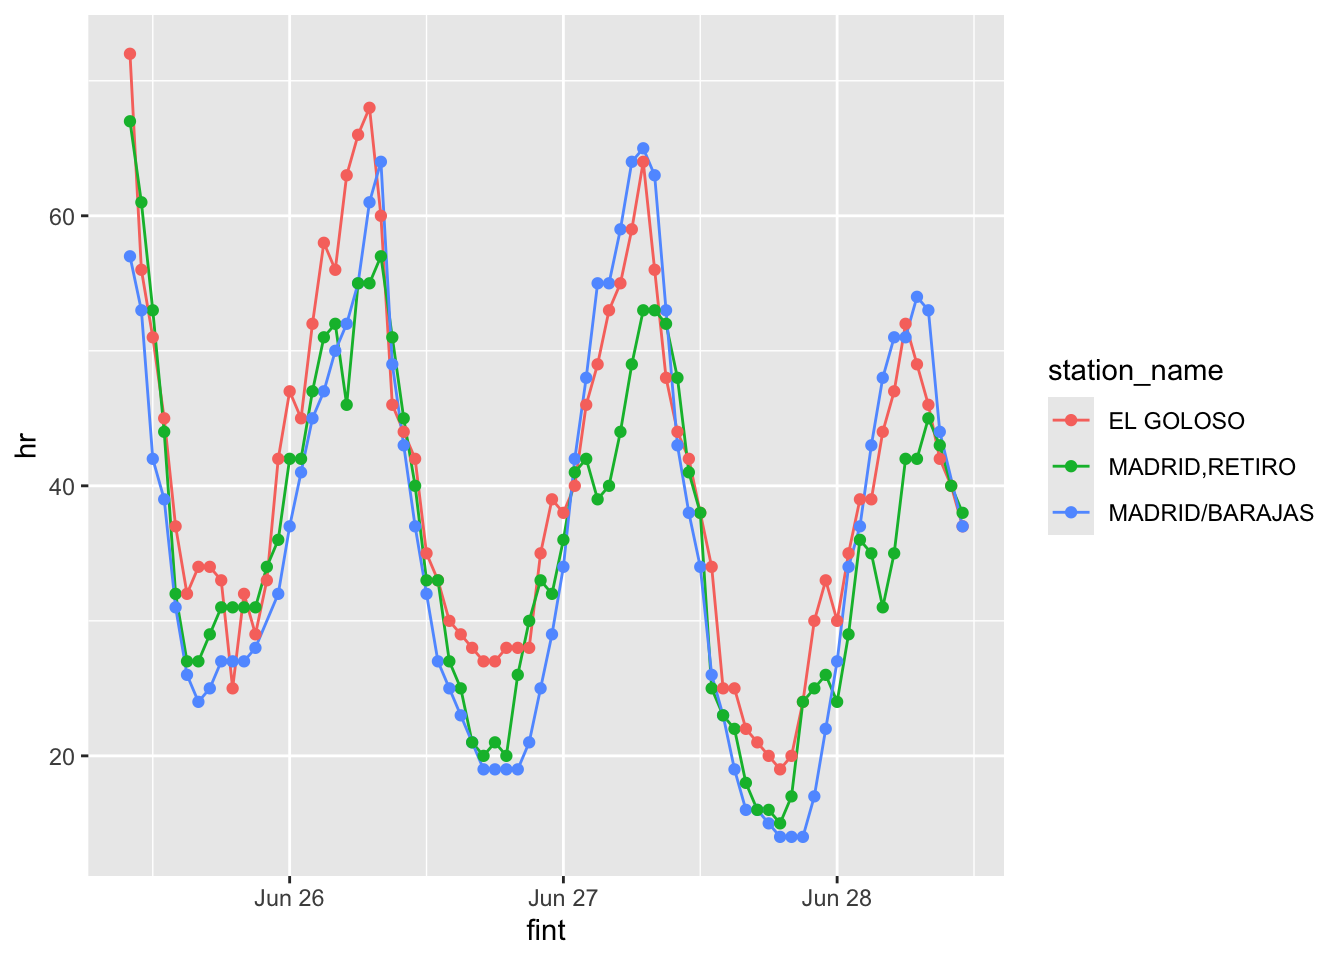 hr
60
40
20
Jun 26
Jun 27
Jun 28
fint
station_name
EL GOLOSO
MADRID,RETIRO
MADRID/BARAJAS